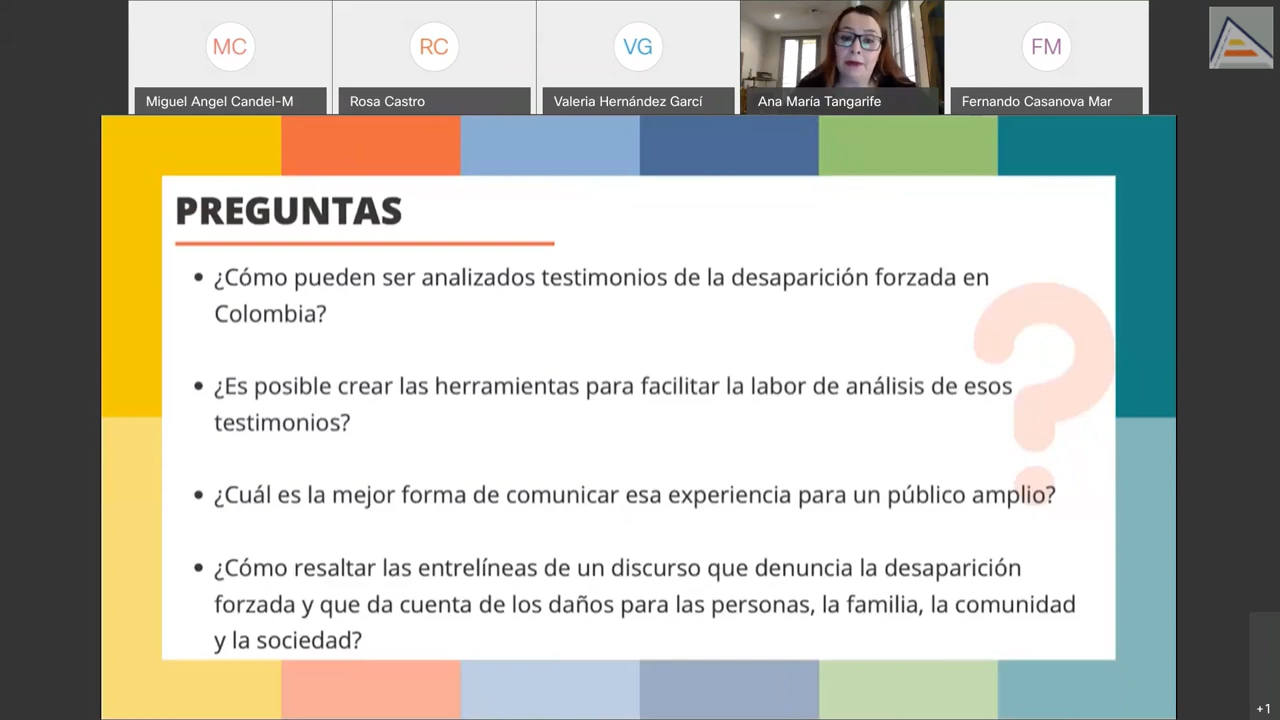 MC
RC
VG
FM
Miguel Angel Candel-M
Rosa Castro
Valeria Hernández Garcí
Ana María Tangarife
Fernando Casanova Mar
PREGUNTAS
• ¿Cómo pueden ser analizados testimonios de la desaparición forzada en
Colombia?
• ¿Es posible crear las herramientas para facilitar la labor de análisis de esos
testimonios?
• ¿Cuál es la mejor forma de comunicar esa experiencia para un público amplio?
• ¿Cómo resaltar las entrelíneas de un discurso que denuncia la desaparición
forzada y que da cuenta de los daños para las personas, la familia, la comunidad
y la sociedad?
?
+1